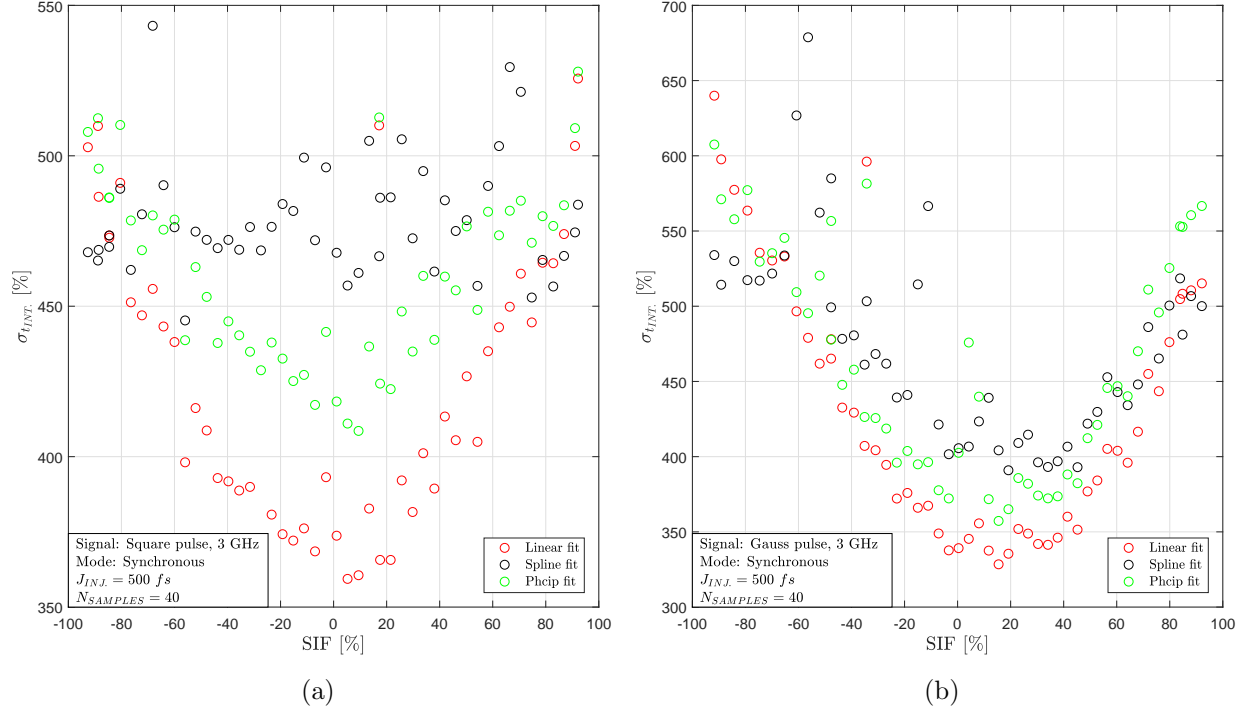 550
500
450
400
350
σ_{t_{INT.}} [%]
-100 -80 -60 -40 -20 0 20 40 60 80 100
SIF [%]
Signal: Square pulse, 3 GHz
Mode: Synchronous
J_{INJ.} = 500 fs
N_{SAMPLES} = 40
Linear fit
Spline fit
Phcip fit
(a)
700
650
600
550
500
450
400
350
300
σ_{t_{INT.}} [%]
-100 -80 -60 -40 -20 0 20 40 60 80 100
SIF [%]
Signal: Gauss pulse, 3 GHz
Mode: Synchronous
J_{INJ.} = 500 fs
N_{SAMPLES} = 40
Linear fit
Spline fit
Phcip fit
(b)